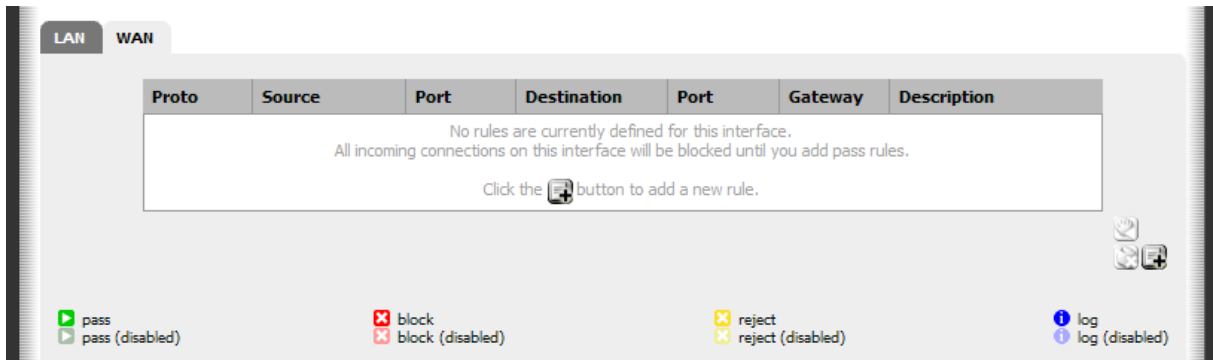 LAN WAN
Proto Source Port Destination Port Gateway Description
No rules are currently defined for this interface.
All incoming connections on this interface will be blocked until you add pass rules.
Click the button to add a new rule.
pass block reject log
pass (disabled) block (disabled) reject (disabled) log (disabled)